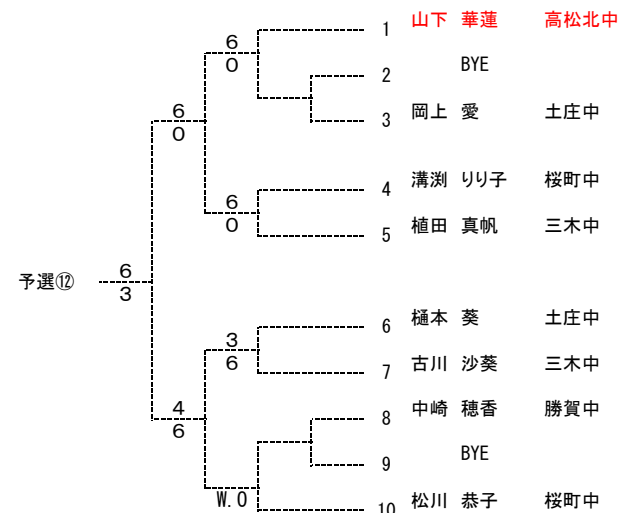 1 山下 華蓮 高松北中
6
0
2 BYE
6
0
3 岡上 愛 土庄中
4 溝渕 りり子 桜町中
6
0
5 植田 真帆 三木中
予選⑫
6
3
6 樋本 葵 土庄中
3
6
7 古川 沙葵 三木中
4
6
8 中崎 穂香 勝賀中
9 BYE
W.0
10 松川 恭子 桜町中